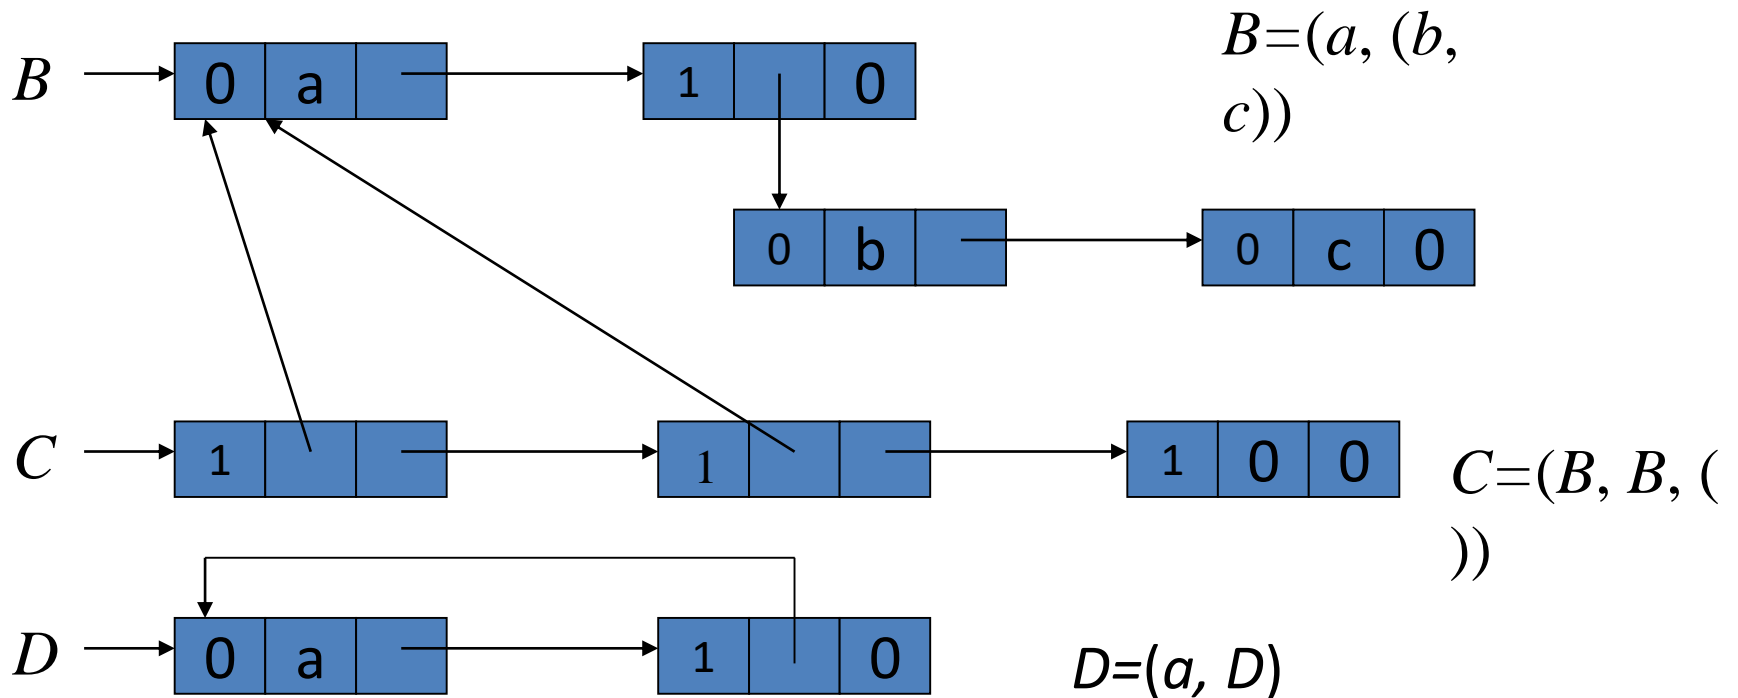 B 0 a 1 0 B=(a, (b,
c))
0 b 0 c 0
C 1 1 1 0 0 C=(B, B, (
))
D 0 a 1 0 D=(a, D)